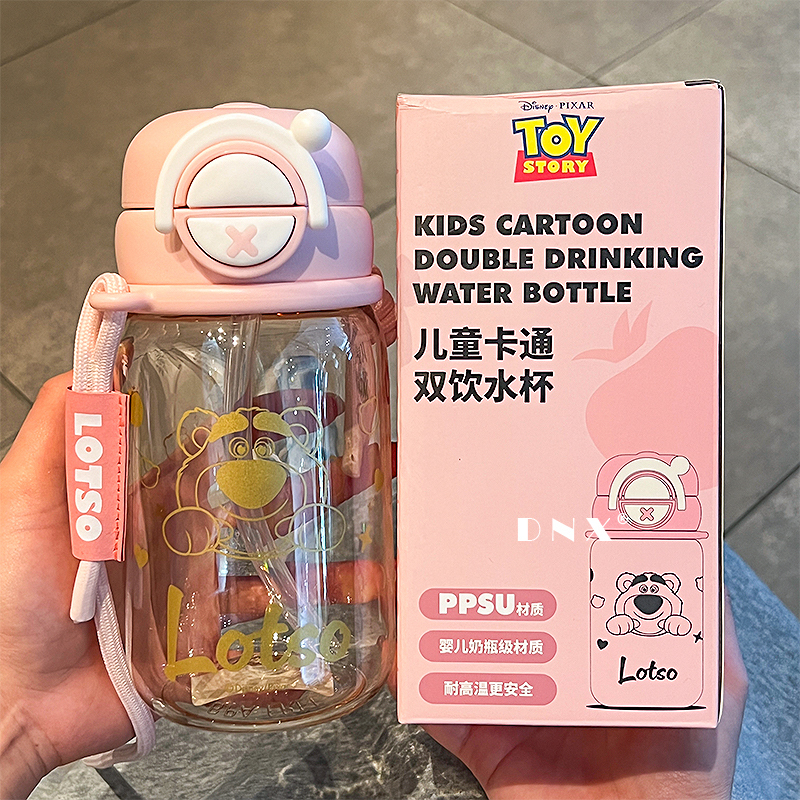 Disney · PIXAR
TOY
STORY
KIDS CARTOON
DOUBLE DRINKING
WATER BOTTLE
儿童卡通
双饮水杯
LOTSO
Lotso
DNX®
PPSU材质
婴儿奶瓶级材质
耐高温更安全
Lotso